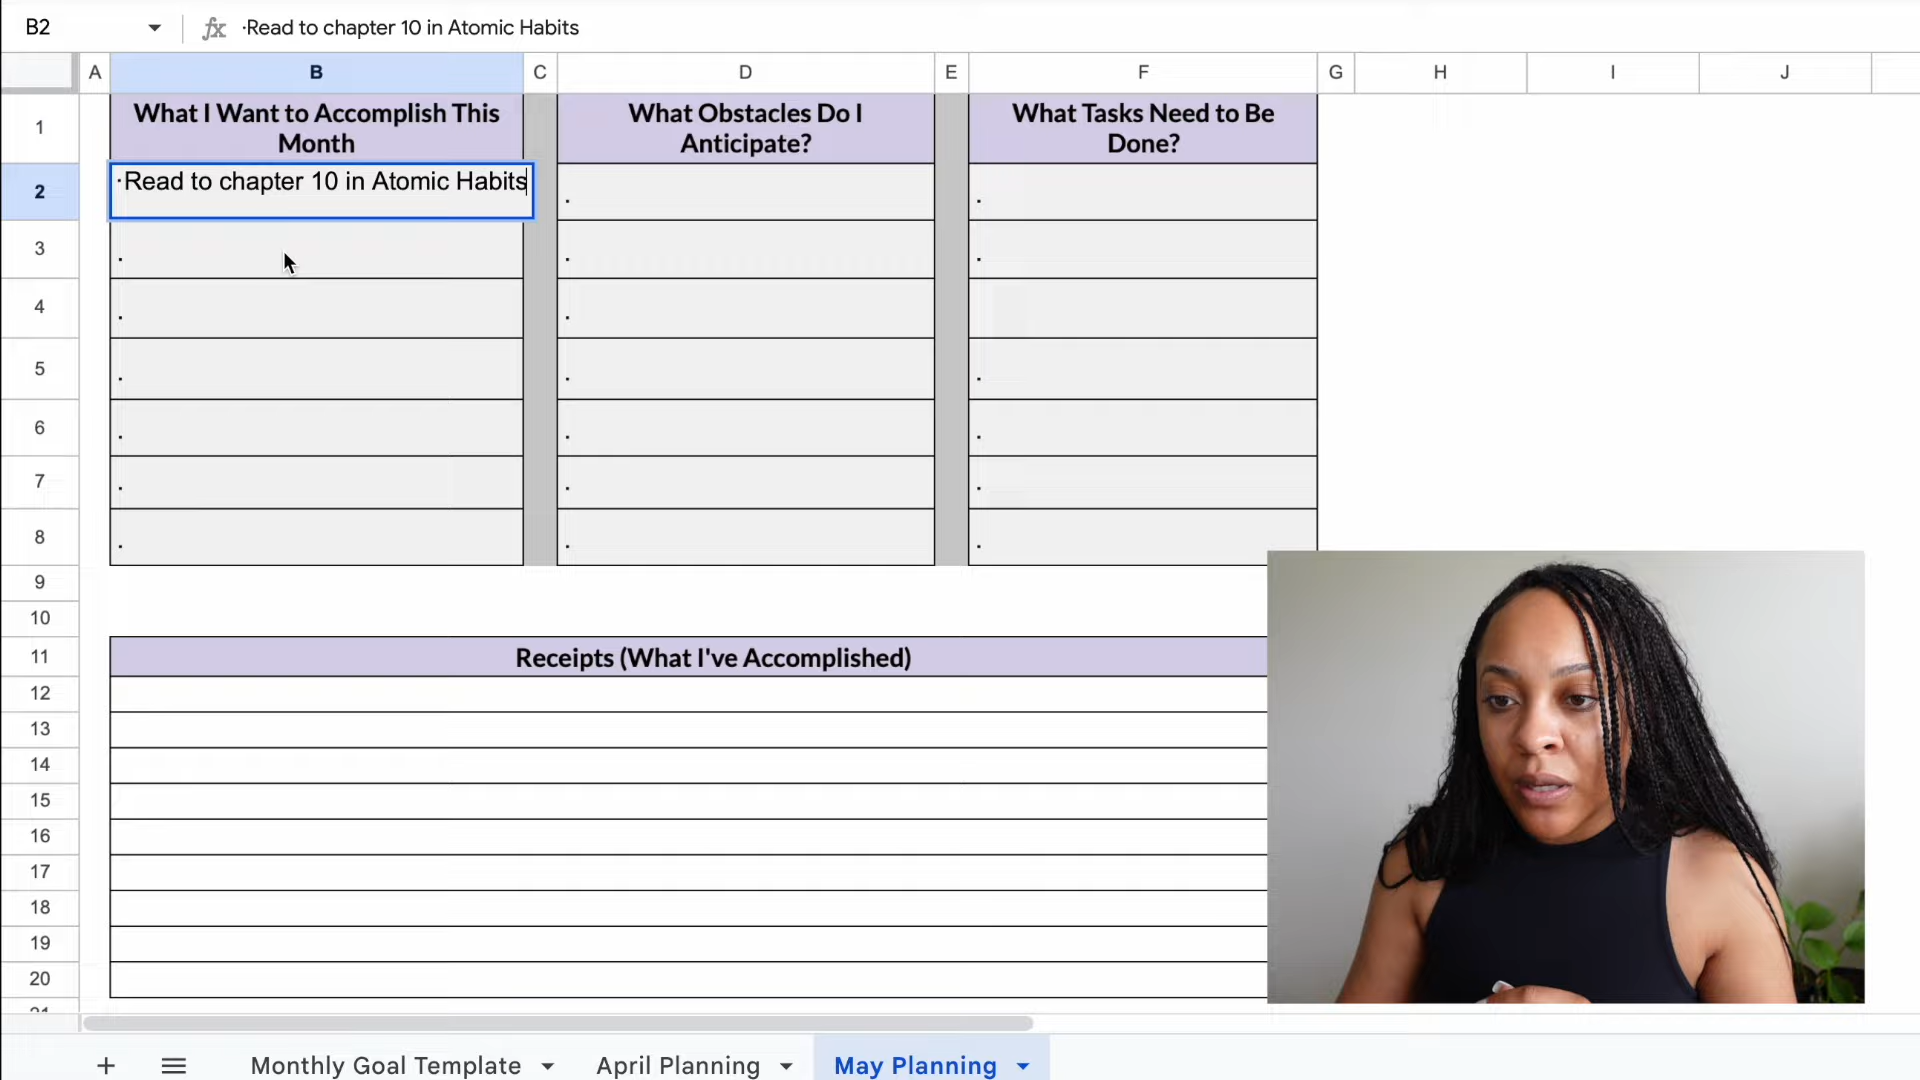 B2
fx ·Read to chapter 10 in Atomic Habits
A B C D E F G H I J
1
What I Want to Accomplish This
Month
What Obstacles Do I
Anticipate?
What Tasks Need to Be
Done?
2
·Read to chapter 10 in Atomic Habits
.
.
3
.
.
.
4
.
.
5
.
.
.
6
.
.
.
7
.
.
.
8
.
.
.
9
10
11
Receipts (What I've Accomplished)
12
13
14
15
16
17
18
19
20
21
+
Monthly Goal Template
April Planning
May Planning